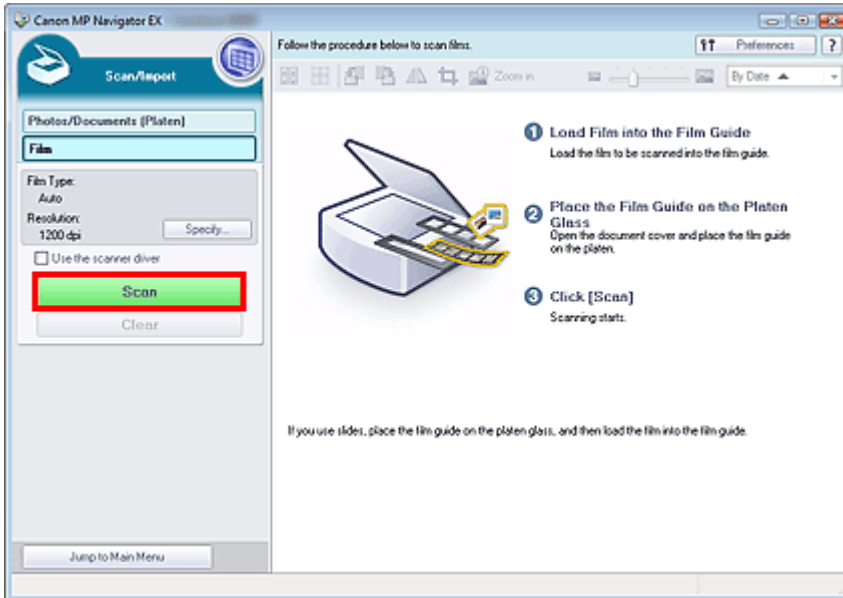 Canon MP Navigator EX
Scan/Import
Photos/Documents (Platen)
Film
Film Type:
Auto
Resolution:
1200 dpi
Specify...
Use the scanner driver
Scan
Clear
Jump to Main Menu
Follow the procedure below to scan films.
Preferences
?
Zoom in
By Date
1 Load Film into the Film Guide
Load the film to be scanned into the film guide.
2 Place the Film Guide on the Platen
Glass
Open the document cover and place the film guide
on the platen.
3 Click [Scan]
Scanning starts.
If you use slides, place the film guide on the platen glass, and then load the film into the film guide.